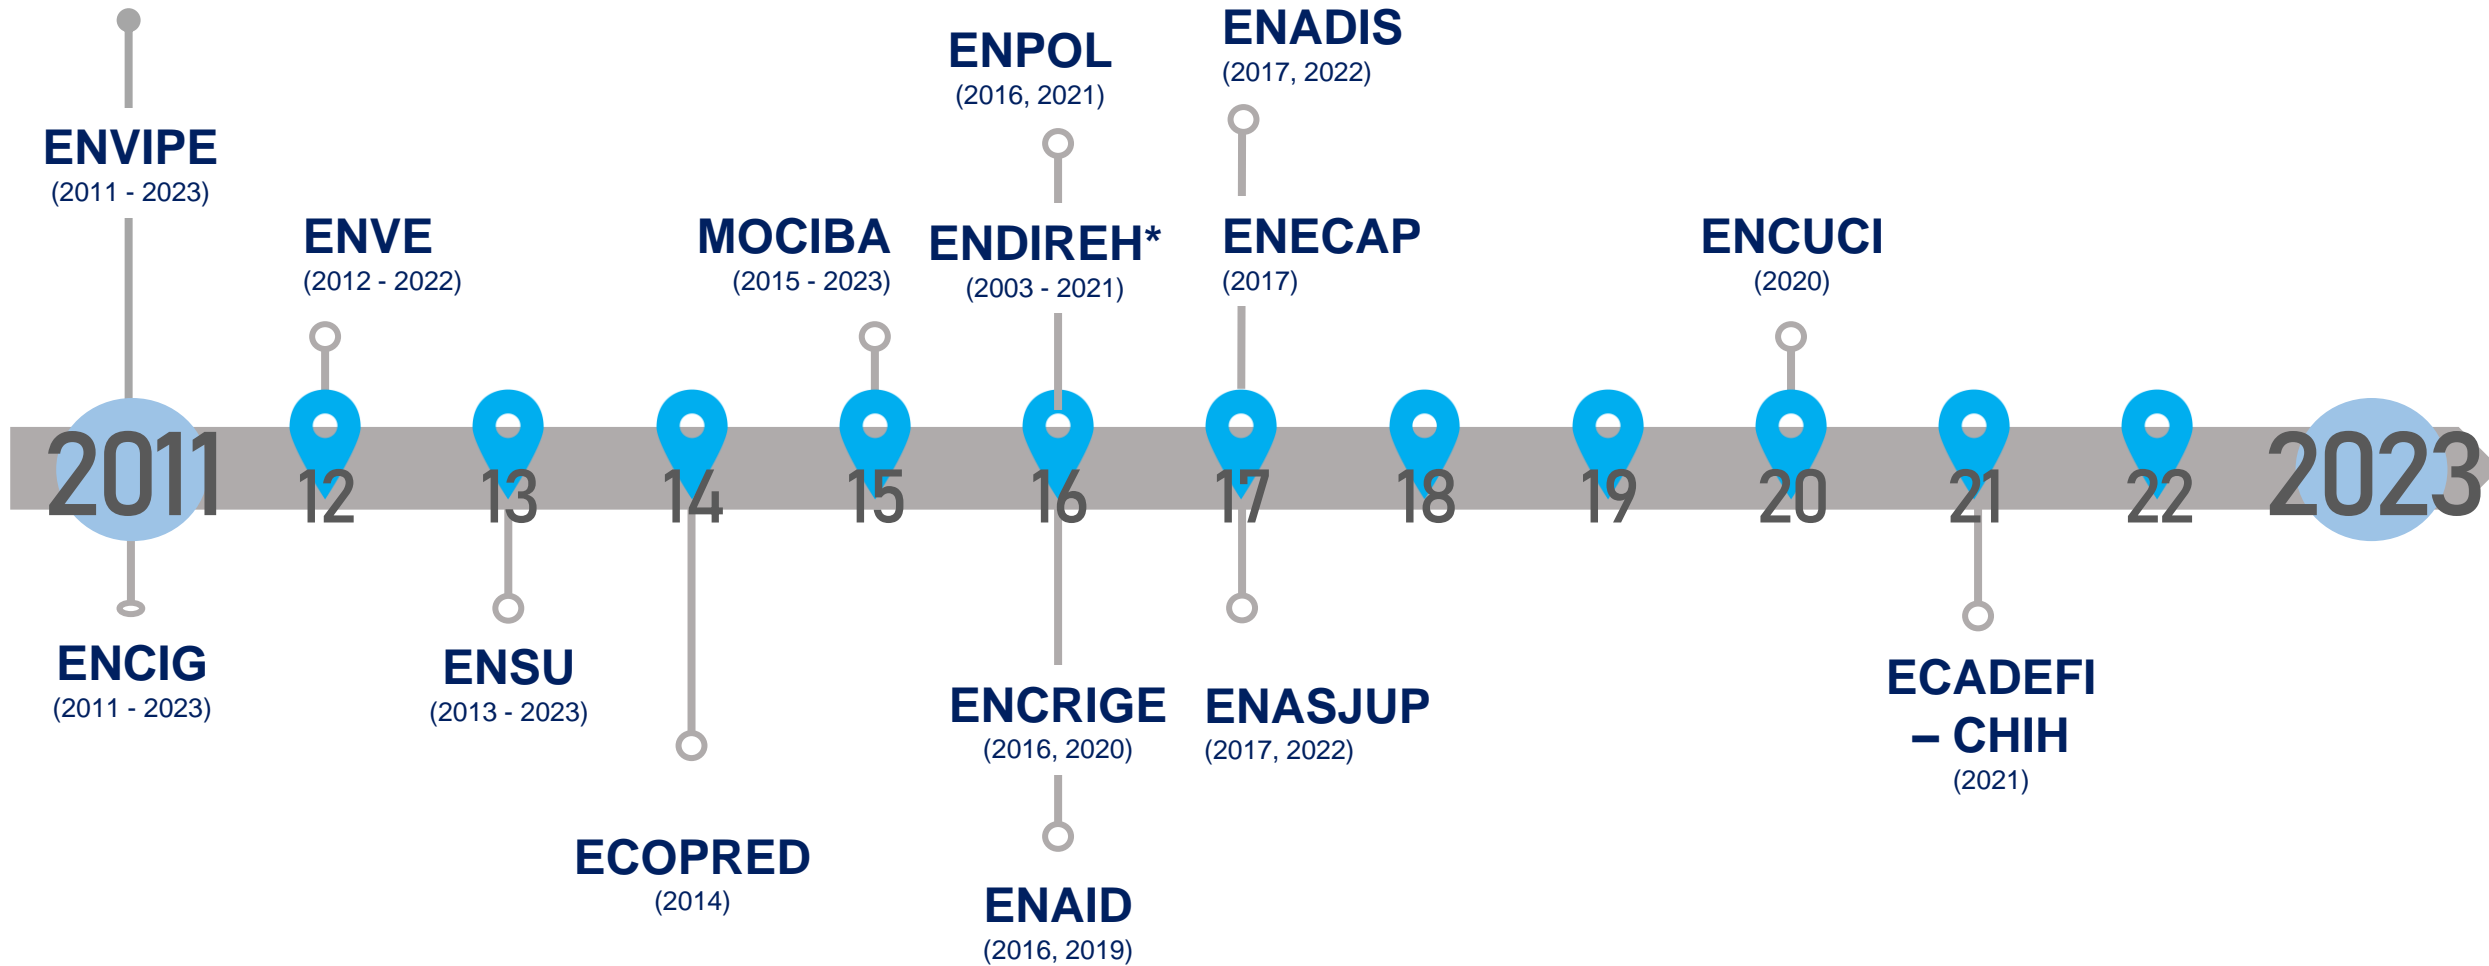 ENVIPE
(2011 - 2023)
ENVE
(2012 - 2022)
MOCIBA
(2015 - 2023)
ENPOL
(2016, 2021)
ENDIREH*
(2003 - 2021)
ENADIS
(2017, 2022)
ENECAP
(2017)
ENCUCI
(2020)
2011 12 13 14 15 16 17 18 19 20 21 22 2023
ENCIG
(2011 - 2023)
ENSU
(2013 - 2023)
ECOPRED
(2014)
ENCRIGE
(2016, 2020)
ENAID
(2016, 2019)
ENASJUP
(2017, 2022)
ECADEFI
– CHIH
(2021)